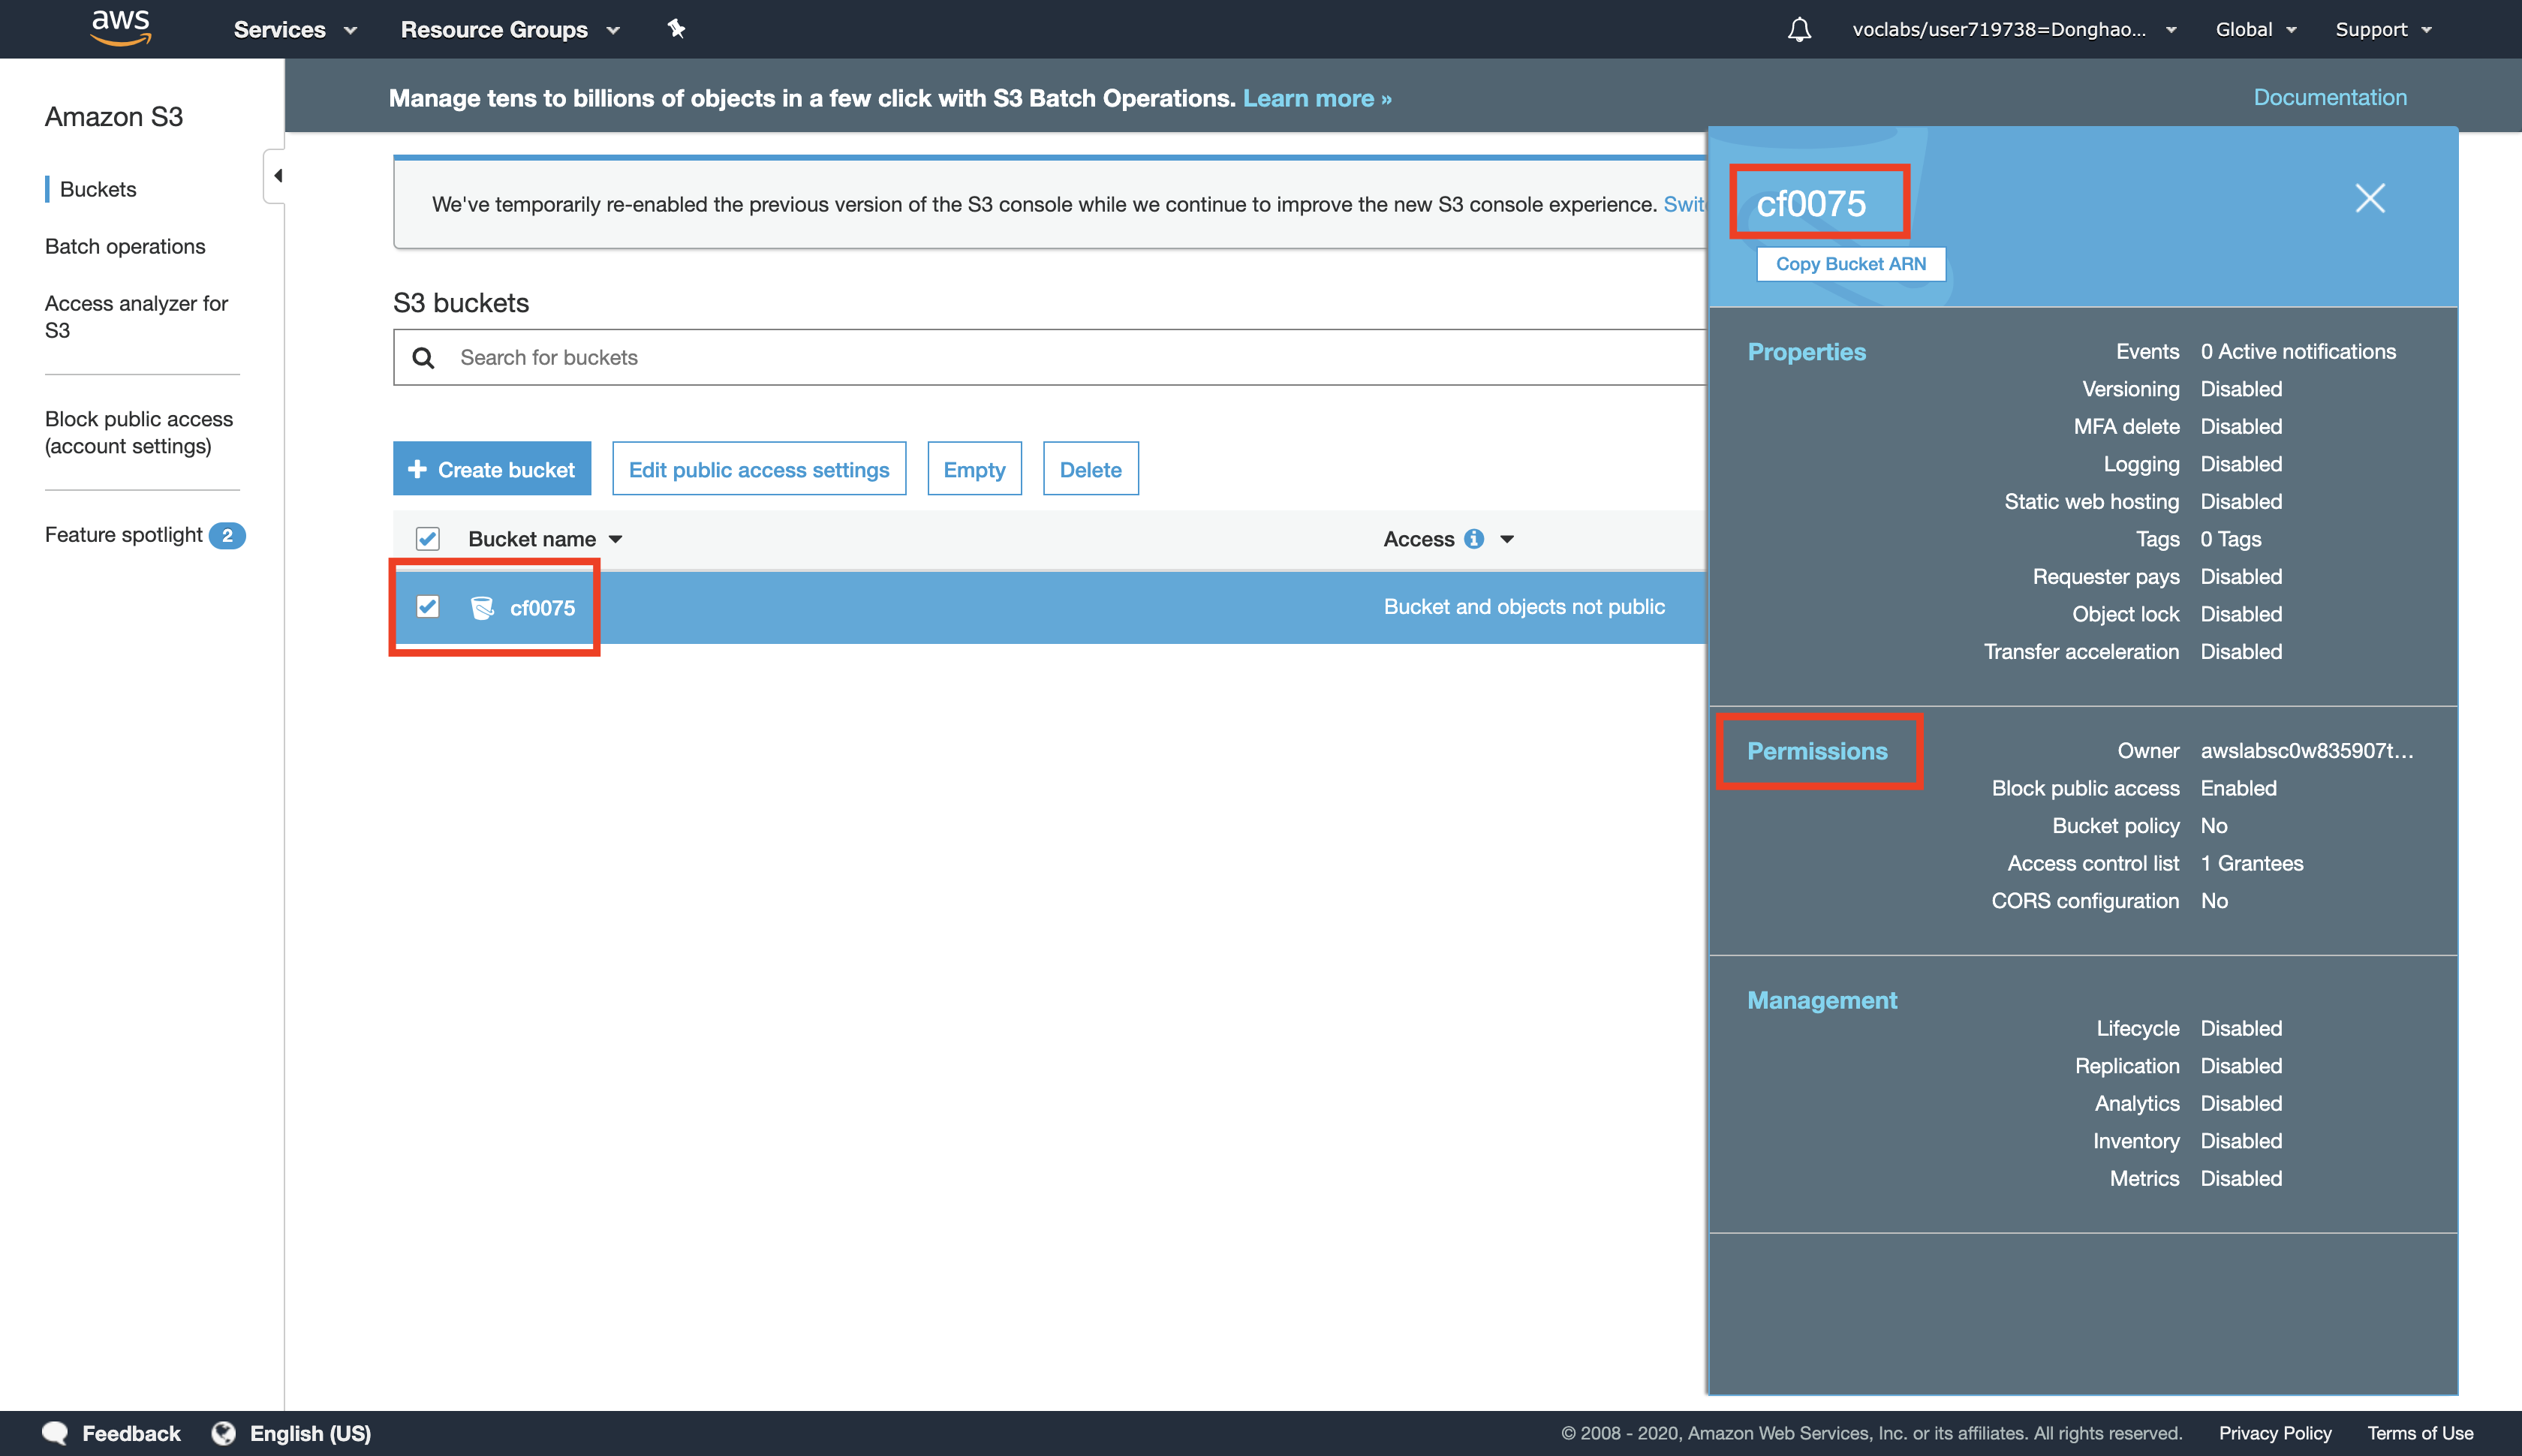 aws
Services
Resource Groups
voclabs/user719738=Donghao...
Global
Support
Amazon S3
Buckets
Batch operations
Access analyzer for
S3
Block public access
(account settings)
Feature spotlight 2
Manage tens to billions of objects in a few click with S3 Batch Operations. Learn more »
Documentation
We've temporarily re-enabled the previous version of the S3 console while we continue to improve the new S3 console experience.
S3 buckets
Search for buckets
Create bucket
Edit public access settings
Empty
Delete
Bucket name
Access
cf0075
Bucket and objects not public
cf0075
Copy Bucket ARN
Properties
Events 0 Active notifications
Versioning Disabled
MFA delete Disabled
Logging Disabled
Static web hosting Disabled
Tags 0 Tags
Requester pays Disabled
Object lock Disabled
Transfer acceleration Disabled
Permissions
Owner awslabsc0w835907t...
Block public access Enabled
Bucket policy No
Access control list 1 Grantees
CORS configuration No
Management
Lifecycle Disabled
Replication Disabled
Analytics Disabled
Inventory Disabled
Metrics Disabled
Feedback
English (US)
© 2008 - 2020, Amazon Web Services, Inc. or its affiliates. All rights reserved.
Privacy Policy
Terms of Use